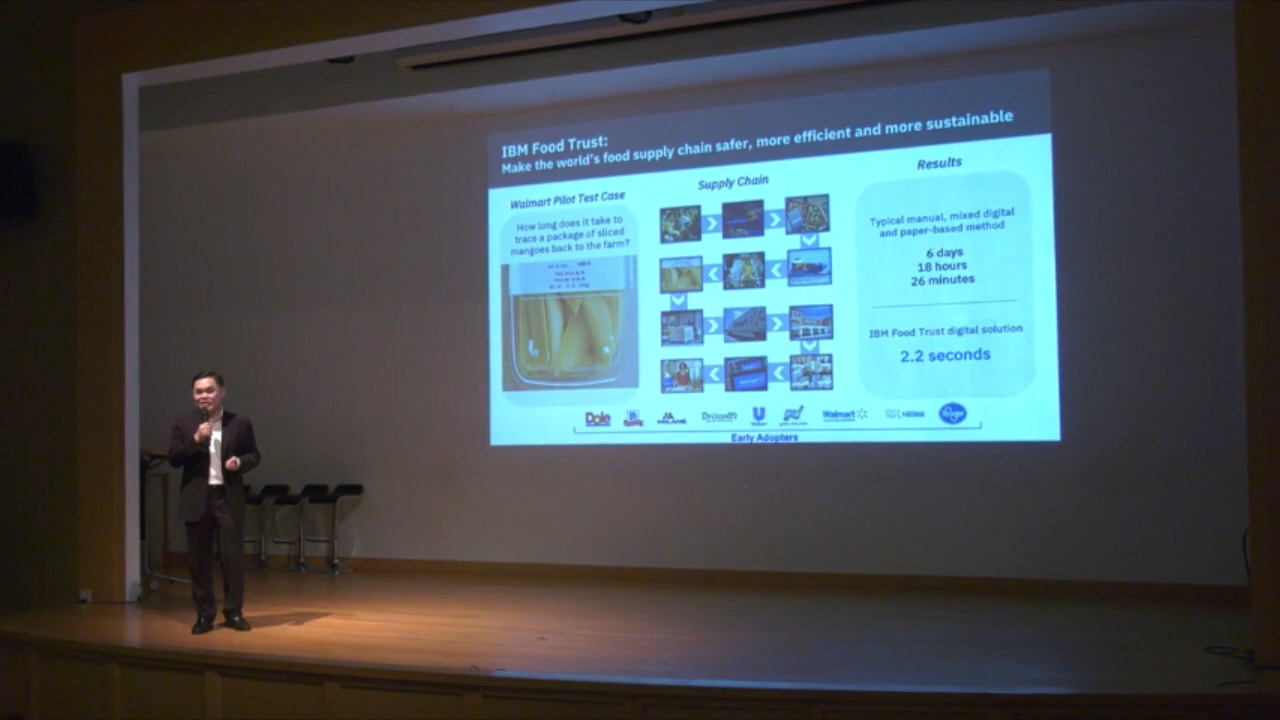 IBM Food Trust:
Make the world's food supply chain safer, more efficient and more sustainable
Walmart Pilot Test Case
How long does it take to
trace a package of sliced
mangoes back to the farm?
Supply Chain
Results
Typical manual, mixed digital
and paper-based method
6 days
18 hours
26 minutes
IBM Food Trust digital solution
2.2 seconds
Dole
Driscoll's
Walmart
Nestle
Kroger
Early Adopters